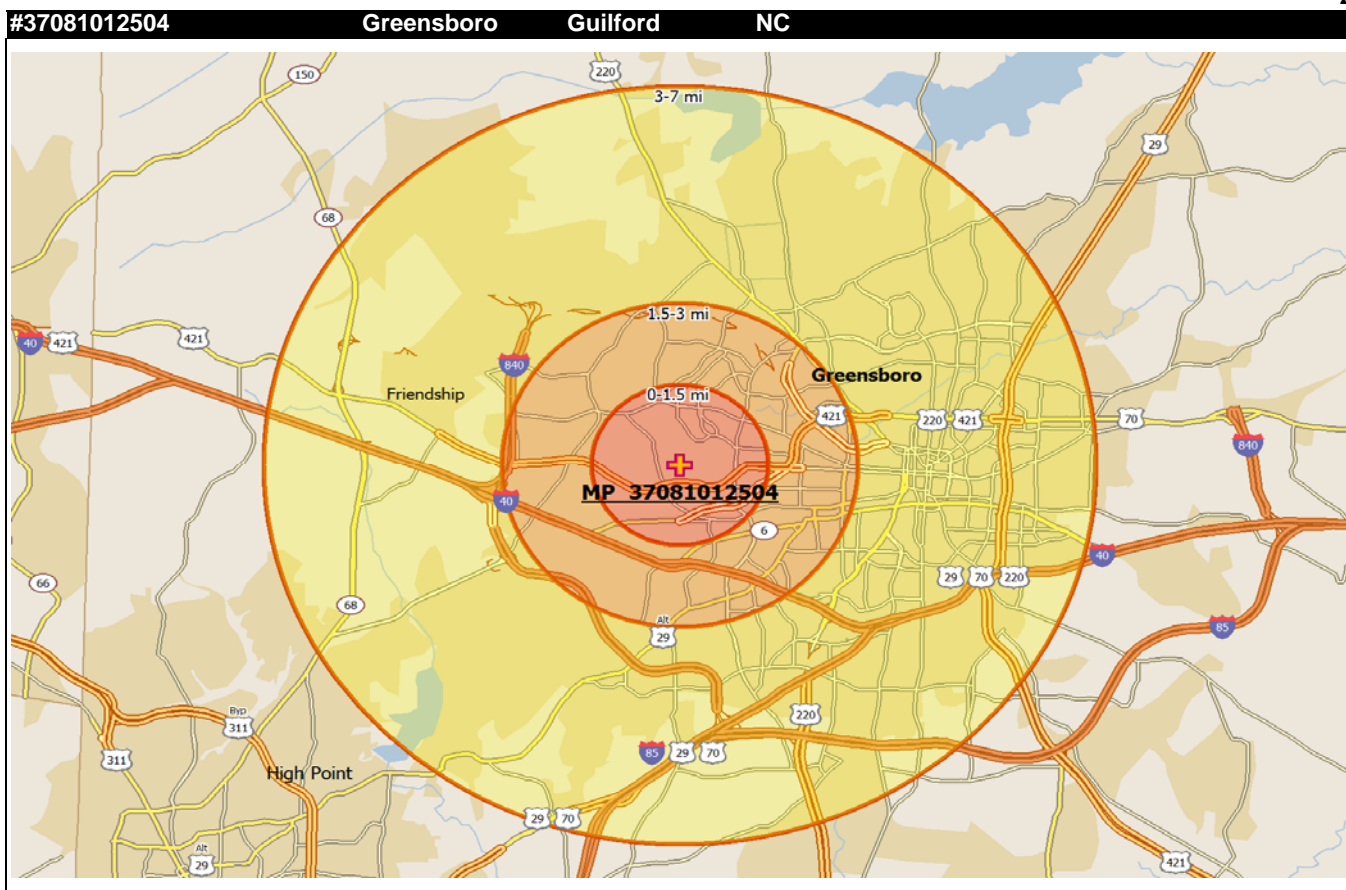 #37081012504 Greensboro Guilford NC
220
150
3-7 mi
29
68
1.5-3 mi
40 421
421
840
Greensboro
Friendship
0-1.5 mi
421
220 421
70
840
MP 37081012504
40
6
40
29 70 220
66
68
85
Alt
29
220
Byp
311
85 29 70
311
High Point
29 70
Alt
29
421